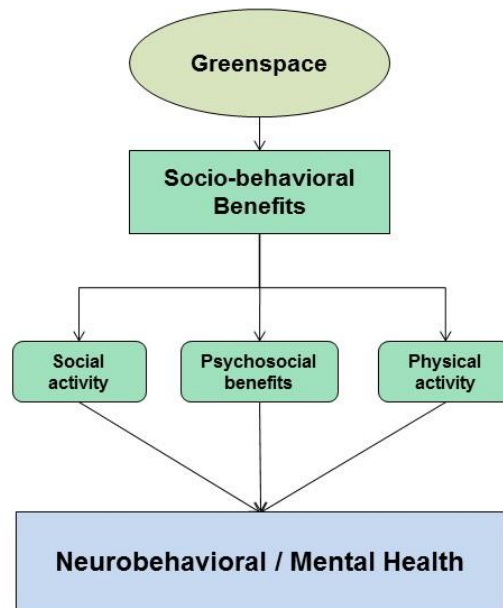 Greenspace
Socio-behavioral
Benefits
Social
activity
Psychosocial
benefits
Physical
activity
Neurobehavioral / Mental Health